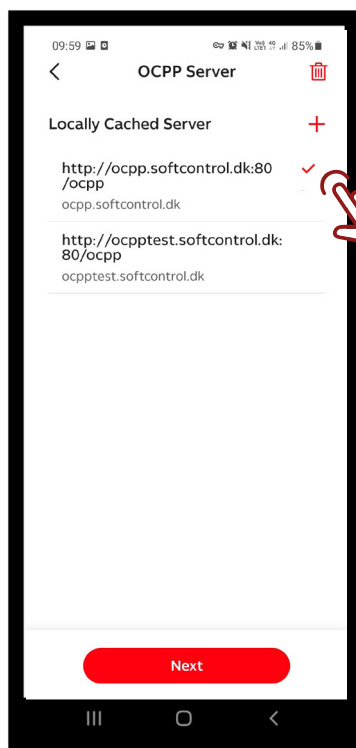 09:59 85%
OCPP Server
Locally Cached Server
http://ocpp.softcontrol.dk:80
/ocpp
ocpp.softcontrol.dk
http://ocpptest.softcontrol.dk:
80/ocpp
ocpptest.softcontrol.dk
Next